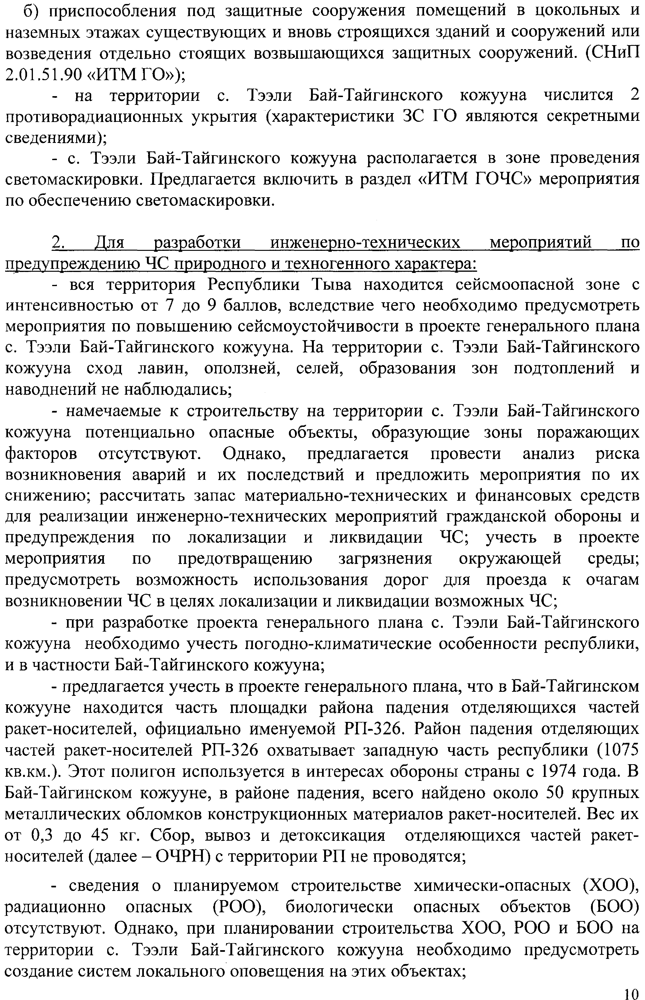 б) приспособления под защитные сооружения помещений в цокольных и
наземных этажах существующих и вновь строящихся зданий и сооружений или
возведения отдельно стоящих возвышающихся защитных сооружений. (СНиП
2.01.51.90 «ИТМ ГО»);
- на территории с. Тээли Бай-Тайгинского кожууна числится 2
противорадиационных укрытия (характеристики ЗС ГО являются секретными
сведениями);
- с. Тээли Бай-Тайгинского кожууна располагается в зоне проведения
светомаскировки. Предлагается включить в раздел «ИТМ ГОЧС» мероприятия
по обеспечению светомаскировки.
2. Для разработки инженерно-технических мероприятий по
предупреждению ЧС природного и техногенного характера:
- вся территория Республики Тыва находится сейсмоопасной зоне с
интенсивностью от 7 до 9 баллов, вследствие чего необходимо предусмотреть
мероприятия по повышению сейсмоустойчивости в проекте генерального плана
с. Тээли Бай-Тайгинского кожууна. На территории с. Тээли Бай-Тайгинского
кожууна сход лавин, оползней, селей, образования зон подтоплений и
наводнений не наблюдались;
- намечаемые к строительству на территории с. Тээли Бай-Тайгинского
кожууна потенциально опасные объекты, образующие зоны поражающих
факторов отсутствуют. Однако, предлагается провести анализ риска
возникновения аварий и их последствий и предложить мероприятия по их
снижению; рассчитать запас материально-технических и финансовых средств
для реализации инженерно-технических мероприятий гражданской обороны и
предупреждения по локализации и ликвидации ЧС; учесть в проекте
мероприятия по предотвращению загрязнения окружающей среды;
предусмотреть возможность использования дорог для проезда к очагам
возникновении ЧС в целях локализации и ликвидации возможных ЧС;
- при разработке проекта генерального плана с. Тээли Бай-Тайгинского
кожууна необходимо учесть погодно-климатические особенности республики,
и в частности Бай-Тайгинского кожууна;
- предлагается учесть в проекте генерального плана, что в Бай-Тайгинском
кожууне находится часть площадки района падения отделяющихся частей
ракет-носителей, официально именуемой РП-326. Район падения отделяющих
частей ракет-носителей РП-326 охватывает западную часть республики (1075
кв.км.). Этот полигон используется в интересах обороны страны с 1974 года. В
Бай-Тайгинском кожууне, в районе падения, всего найдено около 50 крупных
металлических обломков конструкционных материалов ракет-носителей. Вес их
от 0,3 до 45 кг. Сбор, вывоз и детоксикация отделяющихся частей ракет-
носителей (далее – ОЧРН) с территории РП не проводятся;
- сведения о планируемом строительстве химически-опасных (ХОО),
радиационно опасных (РОО), биологически опасных объектов (БОО)
отсутствуют. Однако, при планировании строительства ХОО, РОО и БОО на
территории с. Тээли Бай-Тайгинского кожууна необходимо предусмотреть
создание систем локального оповещения на этих объектах;
10